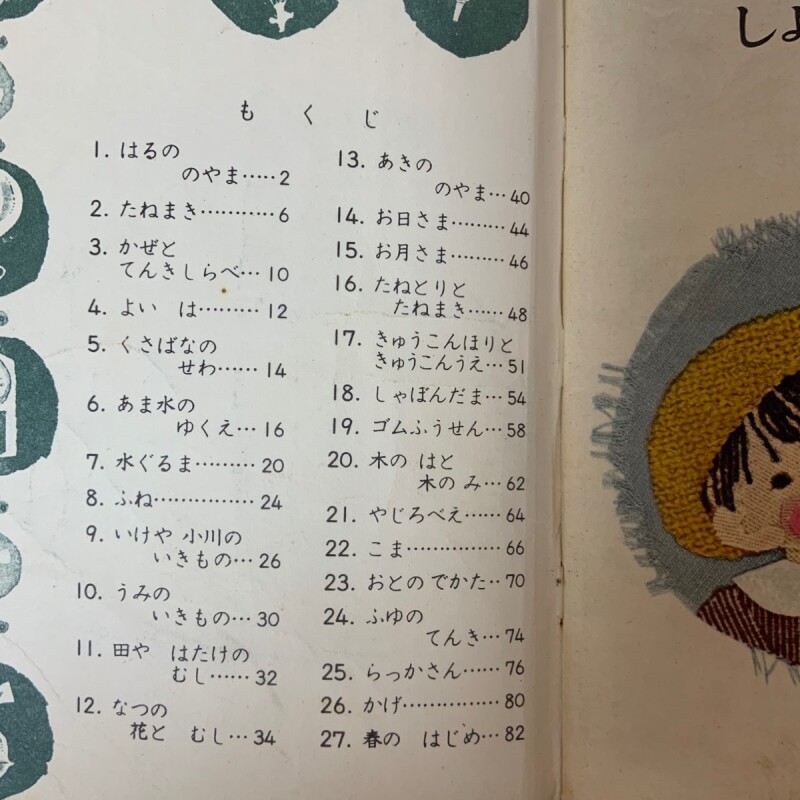 もくじ
1. はるの
のやま…‥2
2. たねまき…………6
3. かぜと
てんきしらべ…10
4. よい は………12
5. くさばなの
せわ……14
6. あま水の
ゆくえ…16
7. 水ぐるま………20
8. ふね……………24
9. いけや 小川の
いきもの…26
10. うみの
いきもの…30
11. 田や はたけの
むし……32
12. なつの
花と むし…34
13. あきの
のやま…40
14. お日さま………44
15. お月さま………46
16. たねとりと
たねまき……48
17. きゅうこんほりと
きゅうこんうえ…51
18. しゃぼんだま…54
19. ゴムふうせん…58
20. 木の はと
木の み…62
21. やじろべえ……64
22. こま……………66
23. おとの でかた‥70
24. ふゆの
てんき…74
25. らっかさん……76
26. かげ……………80
27. 春の はじめ…82